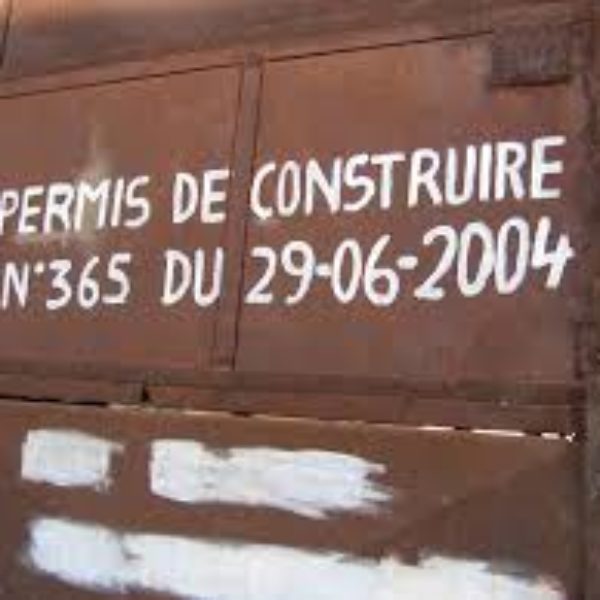 PERMIS DE CONSTRUIRE
N°365 DU 29-06-2004